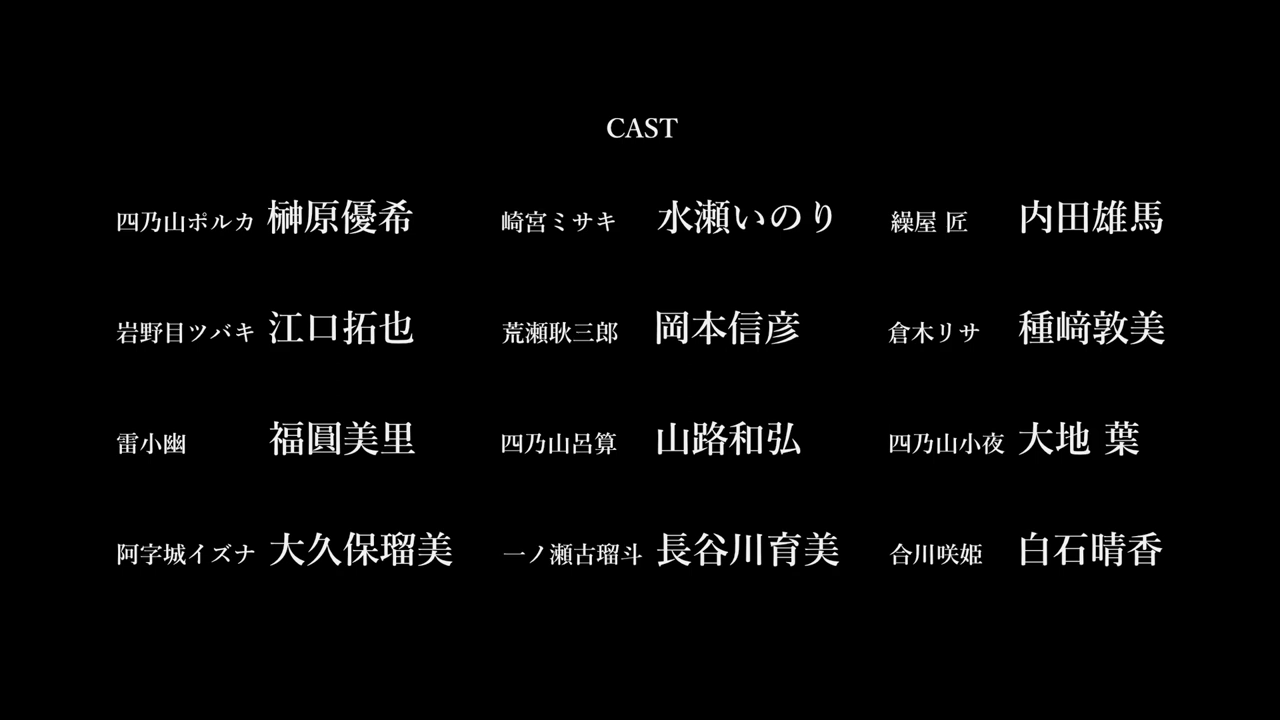 CAST
四乃山ポルカ 榊原優希 崎宮ミサキ 水瀬いのり 繰屋 匠 内田雄馬
岩野目ツバキ 江口拓也 荒瀬耿三郎 岡本信彦 倉木リサ 種﨑敦美
雷小幽 福圓美里 四乃山呂算 山路和弘 四乃山小夜 大地 葉
阿字城イズナ 大久保瑠美 一ノ瀬古瑠斗 長谷川育美 合川咲姫 白石晴香